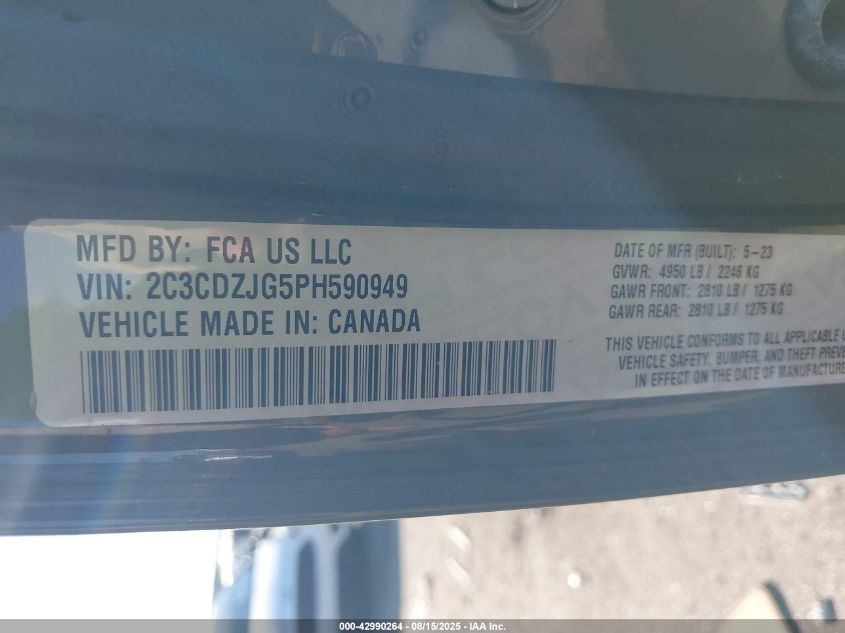 MFD BY: FCA US LLC
VIN: 2C3CDZJG5PH590949
VEHICLE MADE IN: CANADA
DATE OF MFR (BUILT): 5-23
GVWR: 4950 LB / 2246 KG
GAWR FRONT: 2810 LB / 1275 KG
GAWR REAR: 2810 LB / 1275 KG
THIS VEHICLE CONFORMS TO ALL APPLICABLE U
VEHICLE SAFETY, BUMPER, AND THEFT PREVE
IN EFFECT ON THE DATE OF MANUFACTURE
000-42990264 - 08/15/2025 - IAA Inc.